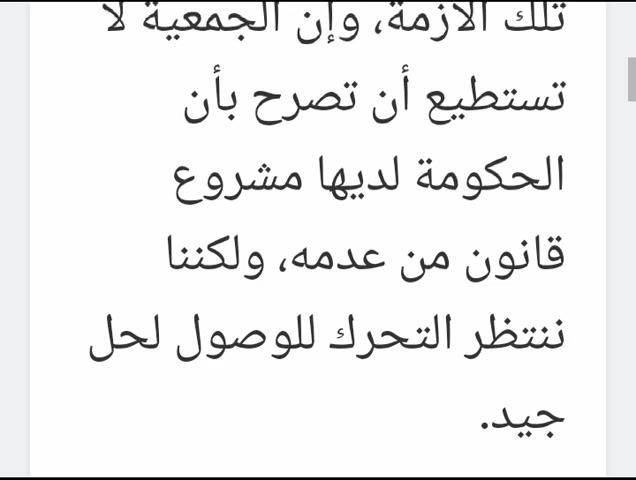 تلك الأزمة، وإن الجمعية لا
تستطيع أن تصرح بأن
الحكومة لديها مشروع
قانون من عدمه، ولكننا
ننتظر التحرك للوصول لحل
جيد.